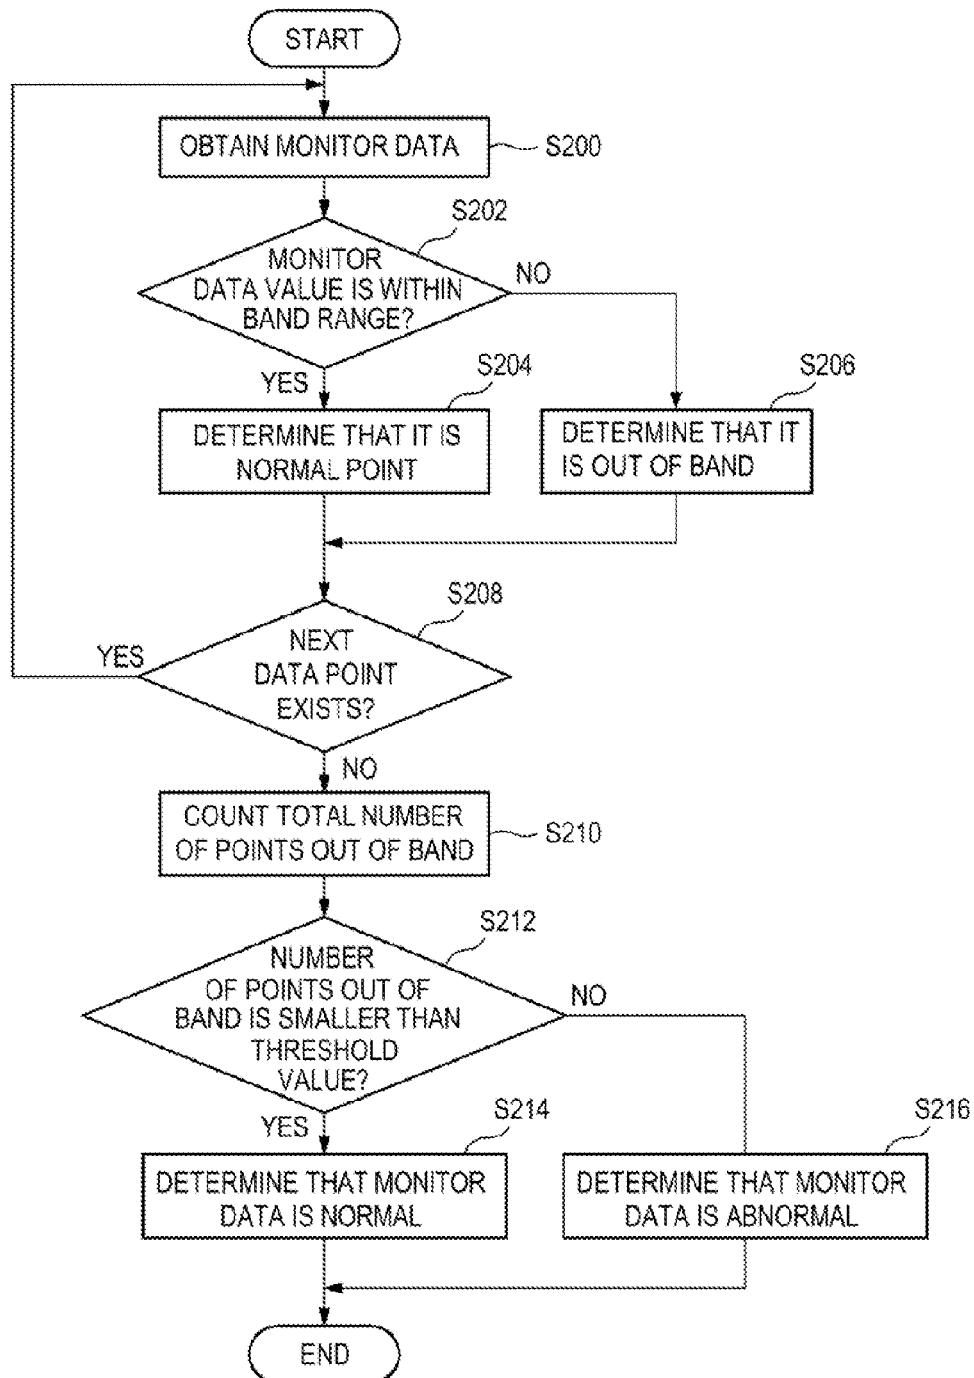 START
OBTAIN MONITOR DATA
S200
S202
MONITOR
DATA VALUE IS WITHIN
BAND RANGE?
NO
YES
S204
S206
DETERMINE THAT IT IS
NORMAL POINT
DETERMINE THAT IT
IS OUT OF BAND
S208
YES
NEXT
DATA POINT
EXISTS?
NO
COUNT TOTAL NUMBER
OF POINTS OUT OF BAND
S210
S212
NUMBER
OF POINTS OUT OF
BAND IS SMALLER THAN
THRESHOLD
VALUE?
NO
YES
S214
S216
DETERMINE THAT MONITOR
DATA IS NORMAL
DETERMINE THAT MONITOR
DATA IS ABNORMAL
END